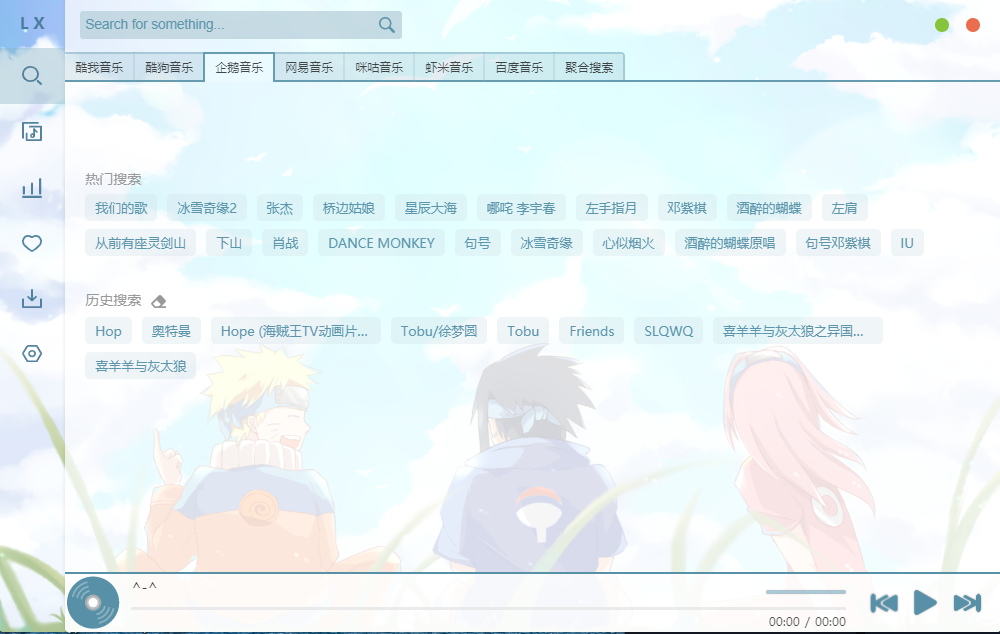 L X
Search for something...
酷我音乐 酷狗音乐 企鹅音乐 网易音乐 咪咕音乐 虾米音乐 百度音乐 聚合搜索
热门搜索
我们的歌 冰雪奇缘2 张杰 桥边姑娘 星辰大海 哪咤 李宇春 左手指月 邓紫棋 酒醉的蝴蝶 左肩
从前有座灵剑山 下山 肖战 DANCE MONKEY 句号 冰雪奇缘 心似烟火 酒醉的蝴蝶原唱 句号邓紫棋 IU
历史搜索
Hop 奥特曼 Hope (海贼王TV动画片... Tobu/徐梦圆 Tobu Friends SLQWQ 喜羊羊与灰太狼之异国...
喜羊羊与灰太狼
^-^
00:00 / 00:00